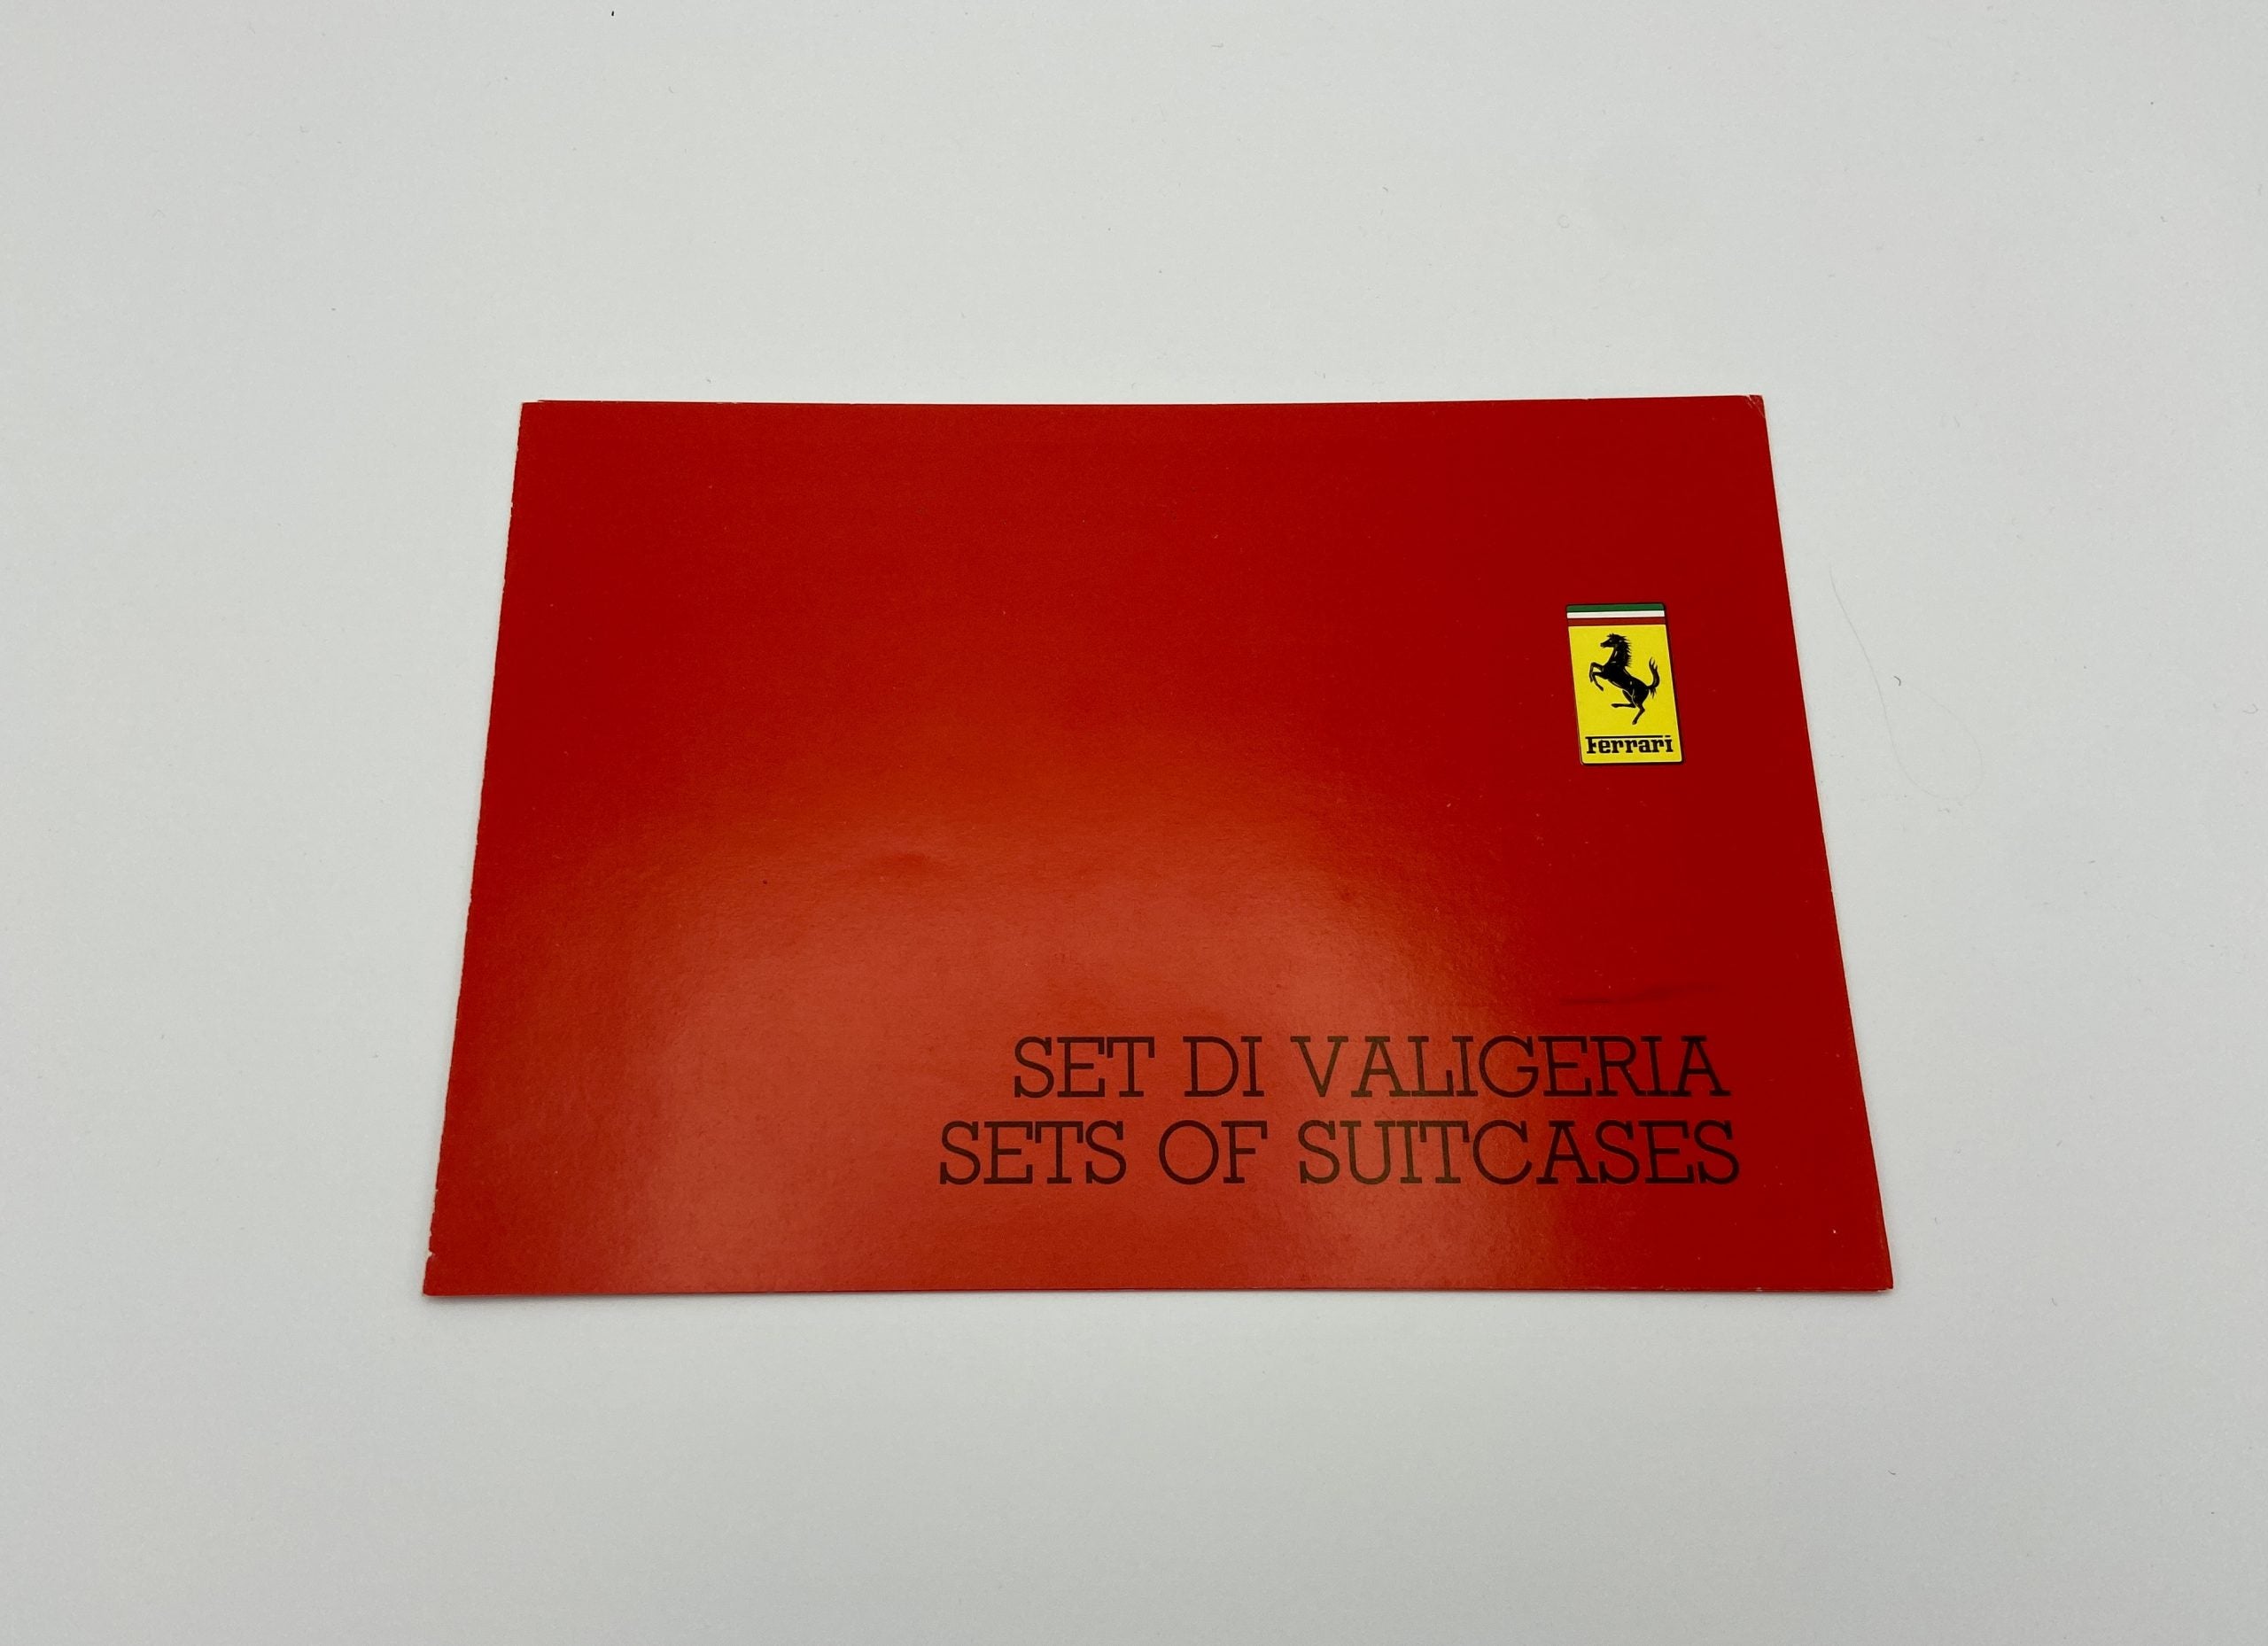 Ferrari
SET DI VALIGERIA
SETS OF SUITCASES